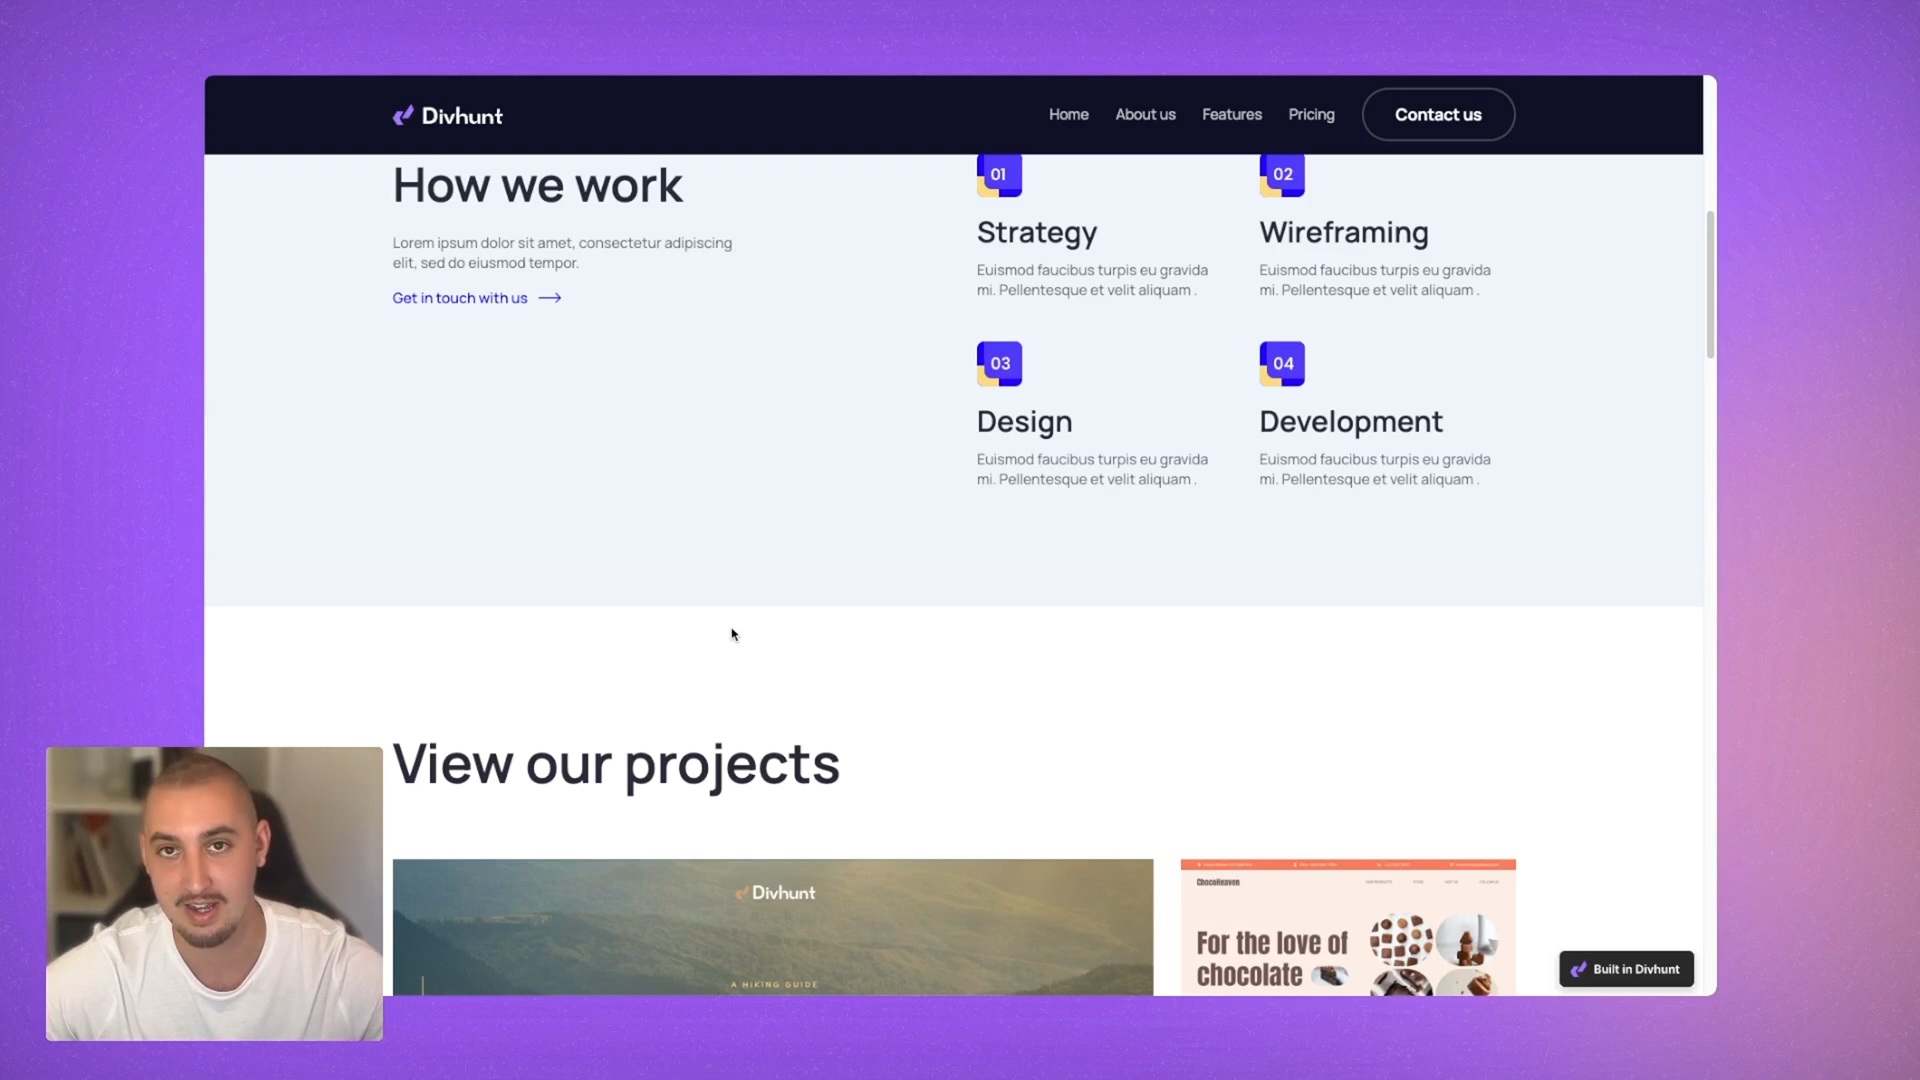 Divhunt
Home
About us
Features
Pricing
Contact us
How we work
Lorem ipsum dolor sit amet, consectetur adipiscing
elit, sed do eiusmod tempor.
Get in touch with us
01
Strategy
Euismod faucibus turpis eu gravida
mi. Pellentesque et velit aliquam .
02
Wireframing
Euismod faucibus turpis eu gravida
mi. Pellentesque et velit aliquam .
03
Design
Euismod faucibus turpis eu gravida
mi. Pellentesque et velit aliquam .
04
Development
Euismod faucibus turpis eu gravida
mi. Pellentesque et velit aliquam .
View our projects
Divhunt
A HIKING GUIDE
ChocoHeaven
For the love of
chocolate
Built in Divhunt